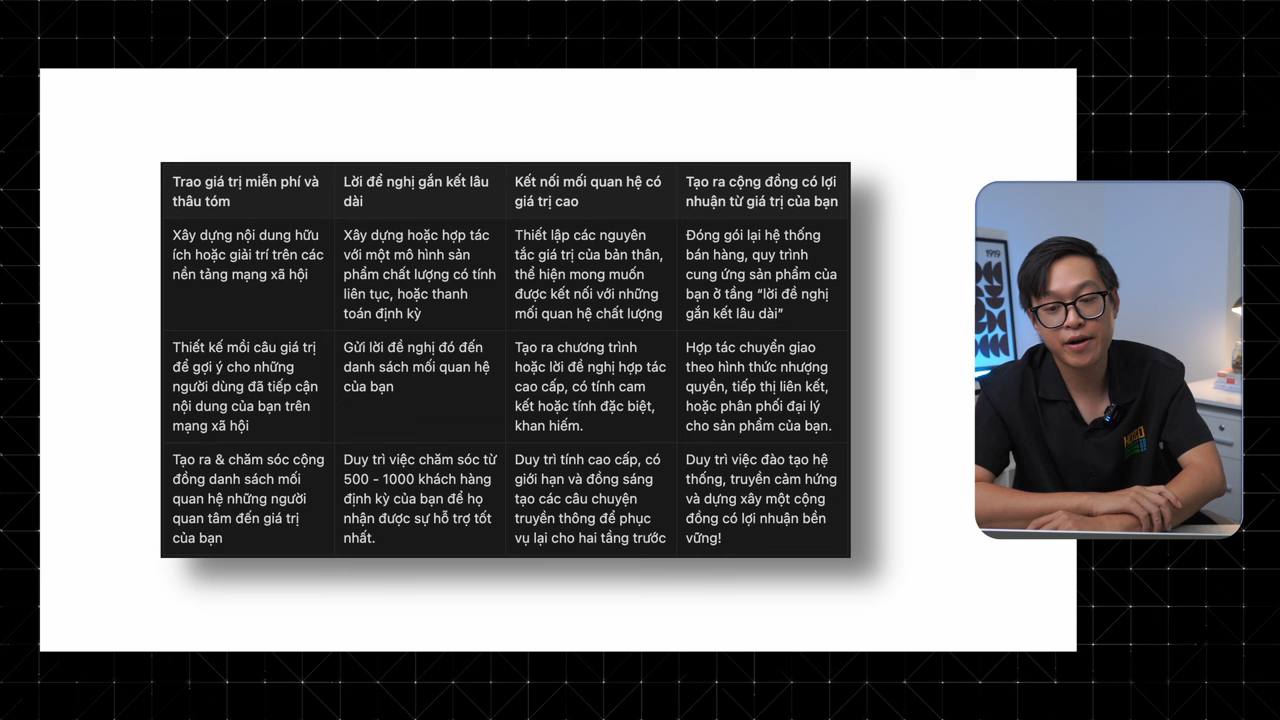 Trao giá trị miễn phí và
thâu tóm
Lời để nghị gắn kết lâu
dài
Kết nối mối quan hệ có
giá trị cao
Tạo ra cộng đồng có lợi
nhuận từ giá trị của bạn
Xây dựng nội dung hữu
ích hoặc giải trí trên các
nền tảng mạng xã hội
Xây dựng hoặc hợp tác
với một mô hình sản
phẩm chất lượng có tính
liên tục, hoặc thanh
toán định kỳ
Thiết lập các nguyên
tắc giá trị của bản thân,
thể hiện mong muốn
được kết nối với những
mối quan hệ chất lượng
Đóng gói lại hệ thống
bán hàng, quy trình
cung ứng sản phẩm của
bạn ở tầng “lời đề nghị
gắn kết lâu dài”
Thiết kế mồi câu giá trị
để gợi ý cho những
người dùng đã tiếp cận
nội dung của bạn trên
mạng xã hội
Gửi lời đề nghị đó đến
danh sách mối quan hệ
của bạn
Tạo ra chương trình
hoặc lời đề nghị hợp tác
cao cấp, có tính cam
kết hoặc tính đặc biệt,
khan hiếm.
Hợp tác chuyển giao
theo hình thức nhượng
quyền, tiếp thị liên kết,
hoặc phân phối đại lý
cho sản phẩm của bạn.
Tạo ra & chăm sóc cộng
đồng danh sách mối
quan hệ những người
quan tâm đến giá trị
của bạn
Duy trì việc chăm sóc từ
500 - 1000 khách hàng
định kỳ của bạn để họ
nhận được sự hỗ trợ tốt
nhất.
Duy trì tính cao cấp, có
giới hạn và đồng sáng
tạo các câu chuyện
truyền thông để phục
vụ lại cho hai tầng trước
Duy trì việc đào tạo hệ
thống, truyền cảm hứng
và dựng xây một cộng
đồng có lợi nhuận bền
vững!
1919